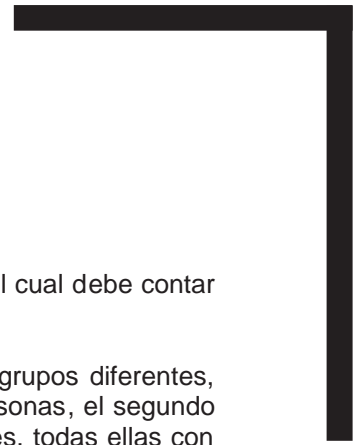 l cual debe contar
grupos diferentes,
sonas, el segundo
es, todas ellas con